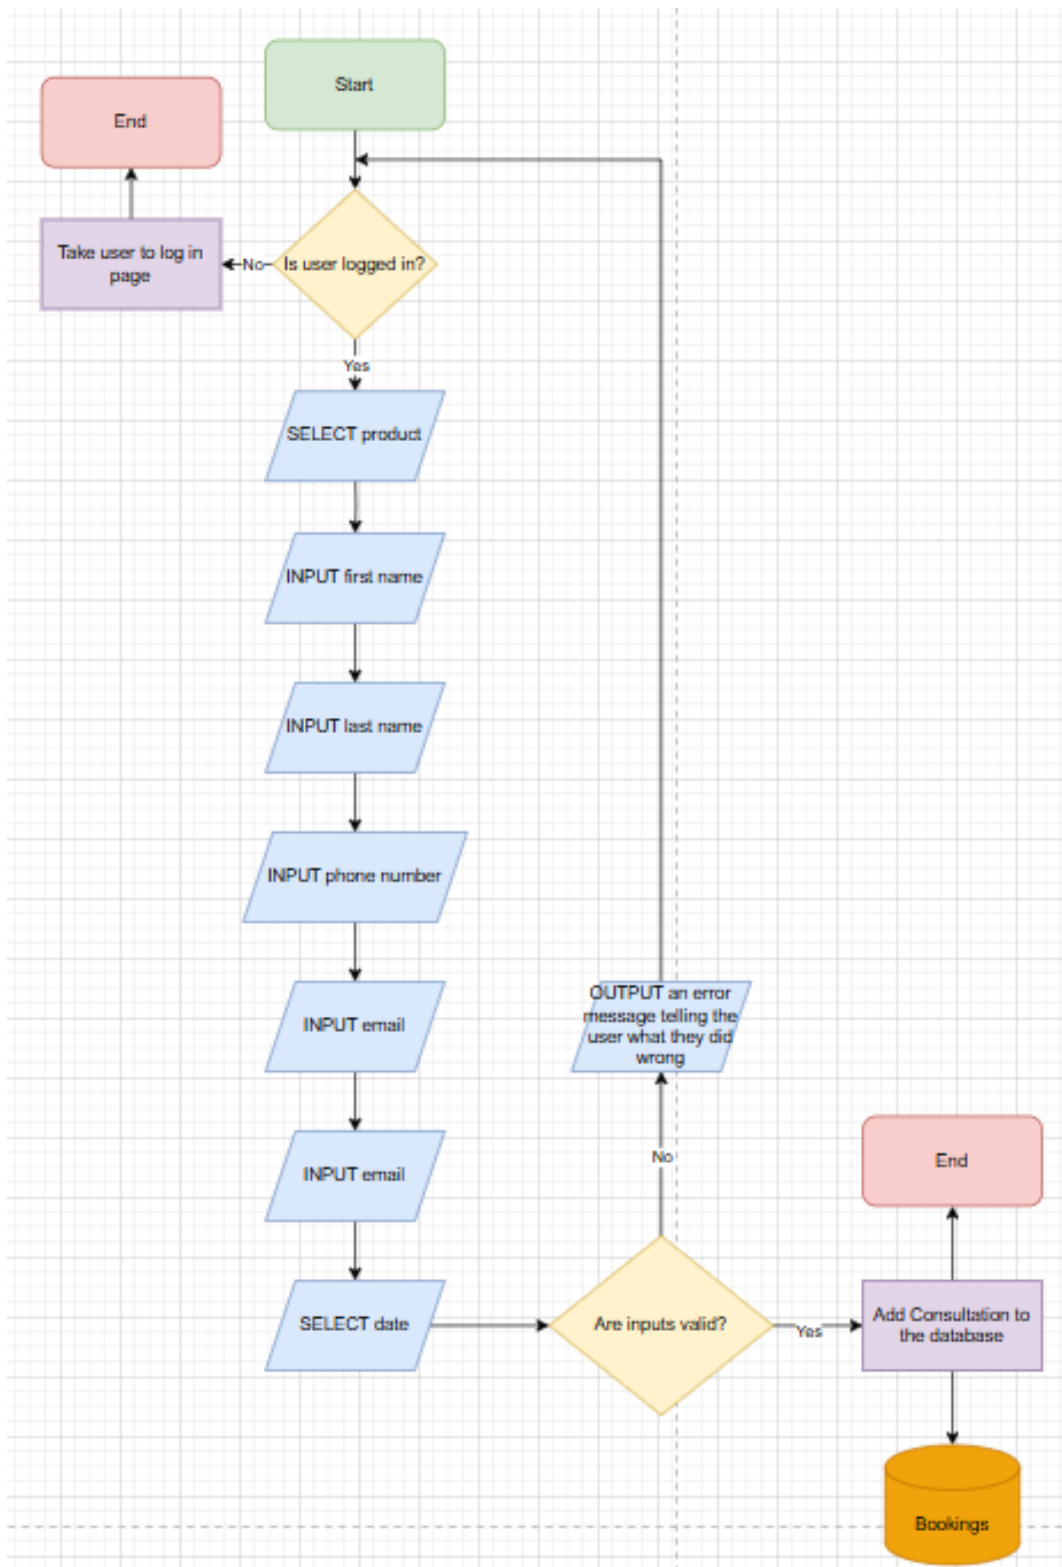 Start
End
Take user to log in
page
No
Is user logged in?
Yes
SELECT product
INPUT first name
INPUT last name
INPUT phone number
INPUT email
OUTPUT an error
message telling the
user what they did
wrong
INPUT email
No
End
SELECT date
Are inputs valid?
Yes
Add Consultation to
the database
Bookings